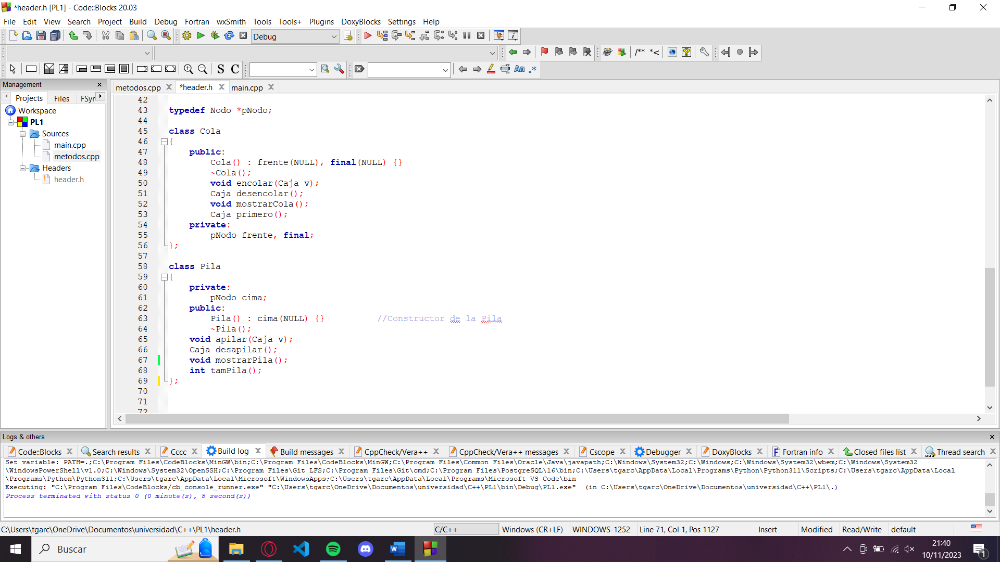 *header.h [PL1] - Code::Blocks 20.03
File Edit View Search Project Build Debug Fortran wxSmith Tools Tools+ Plugins DoxyBlocks Settings Help
Debug
/** *<
S C
Aa .*
Management
Projects Files FSyr
metodos.cpp *header.h main.cpp
Workspace
PL1
Sources
main.cpp
metodos.cpp
Headers
header.h
42
43 typedef Nodo *pNodo;
44
45 class Cola
46 {
47 public:
48 Cola() : frente(NULL), final(NULL) {}
49 ~Cola();
50 void encolar(Caja v);
51 Caja desencolar();
52 void mostrarCola();
53 Caja primero();
54 private:
55 pNodo frente, final;
56 };
57
58 class Pila
59 {
60 private:
61 pNodo cima;
62 public:
63 Pila() : cima(NULL) {} //Constructor de la Pila
64 ~Pila();
65 void apilar(Caja v);
66 Caja desapilar();
67 void mostrarPila();
68 int tamPila();
69 };
70
71
72
Logs & others
Code::Blocks Search results Cccc Build log Build messages CppCheck/Vera++ CppCheck/Vera++ messages Cscope Debugger DoxyBlocks Fortran info Closed files list Thread search
Set variable: PATH=.;C:\Program Files\CodeBlocks\MinGW\bin;C:\Program Files\CodeBlocks\MinGW;C:\Program Files\Common Files\Oracle\Java\javapath;C:\Windows\System32;C:\Windows;C:\Windows\System32\wbem;C:\Windows\System32
\WindowsPowerShell\v1.0;C:\Windows\System32\OpenSSH;C:\Program Files\Git LFS;C:\Program Files\Git\cmd;C:\Program Files\PostgreSQL\16\bin;C:\Users\tgarc\AppData\Local\Programs\Python\Python311\Scripts;C:\Users\tgarc\AppData\Local
\Programs\Python\Python311;C:\Users\tgarc\AppData\Local\Microsoft\WindowsApps;C:\Users\tgarc\AppData\Local\Programs\Microsoft VS Code\bin
Executing: "C:\Program Files\CodeBlocks/cb_console_runner.exe" "C:\Users\tgarc\OneDrive\Documentos\universidad\C++\PL1\bin\Debug\PL1.exe" (in C:\Users\tgarc\OneDrive\Documentos\universidad\C++\PL1\.)
Process terminated with status 0 (0 minute(s), 8 second(s))
C:\Users\tgarc\OneDrive\Documentos\universidad\C++\PL1\header.h C/C++ Windows (CR+LF) WINDOWS-1252 Line 71, Col 1, Pos 1127 Insert Modified Read/Write default
Buscar
21:40
10/11/2023
1